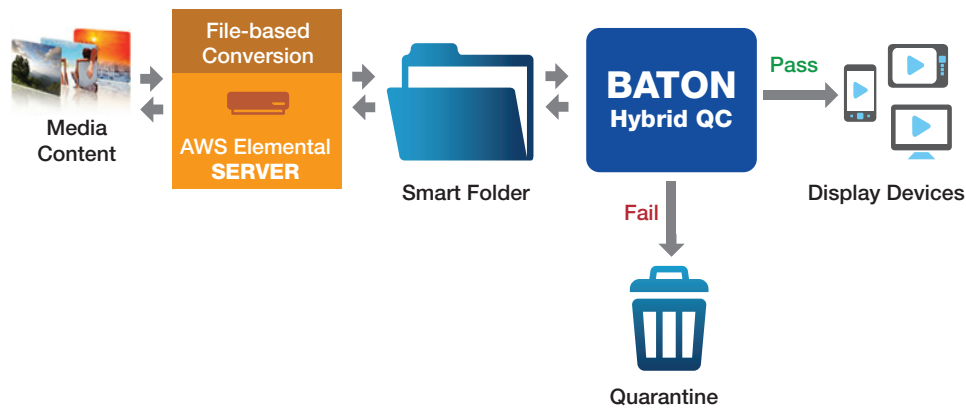 Media
Content
File-based
Conversion
AWS Elemental
SERVER
Smart Folder
BATON
Hybrid QC
Pass
Fail
Display Devices
Quarantine